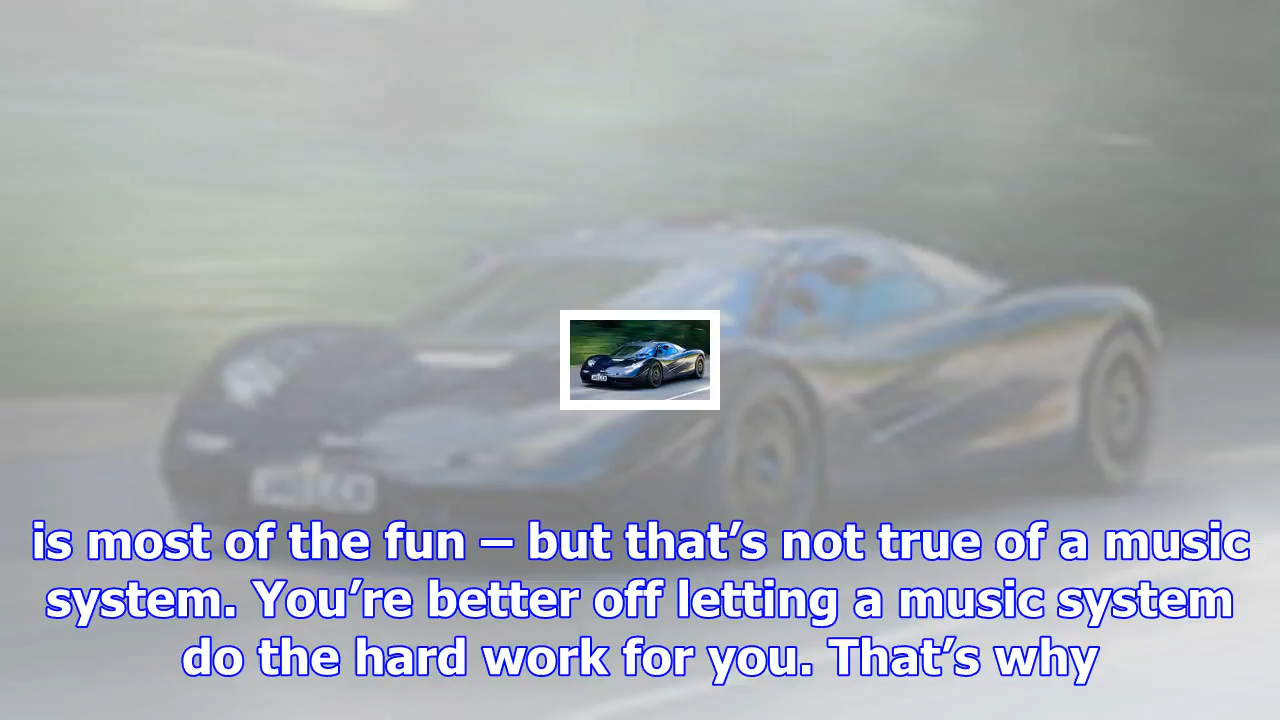 is most of the fun – but that’s not true of a music
system. You’re better off letting a music system
do the hard work for you. That’s why